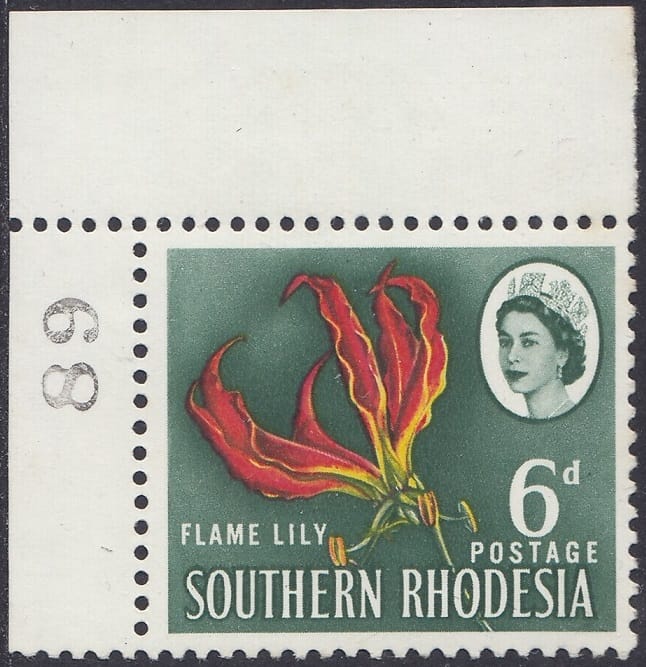 68
FLAME LILY
6d
POSTAGE
SOUTHERN RHODESIA